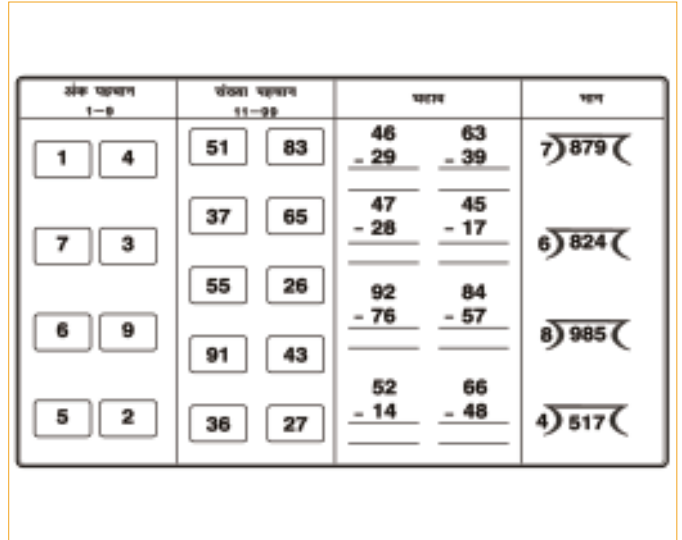 अंक पहचान
1–9
संख्या पहचान
11–99
घटाव
भाग
1 4
7 3
6 9
5 2
51 83
37 65
55 26
91 43
36 27
46 63
- 29 - 39
47 45
- 28 - 17
92 84
- 76 - 57
52 66
- 14 - 48
7)879(
6)824(
8)985(
4)517(